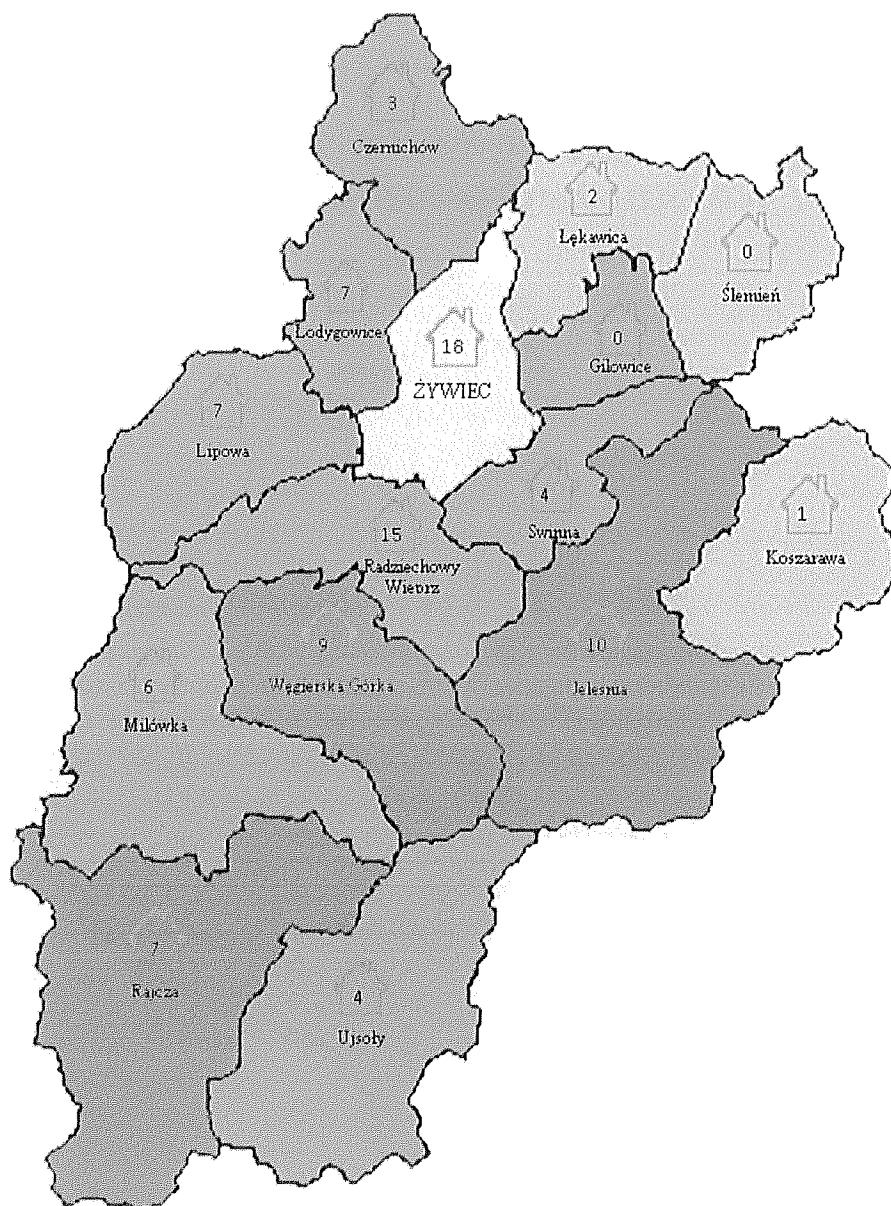 3
Czernichów
2
Łękawica
0
Ślemień
7
Łodygowice
18
ŻYWIEC
0
Gilowice
7
Lipowa
4
Świnna
1
Koszarawa
15
Radziechowy
Wieprz
9
Węgierska Górka
10
Jeleśnia
6
Milówka
7
Rajcza
4
Ujsoły